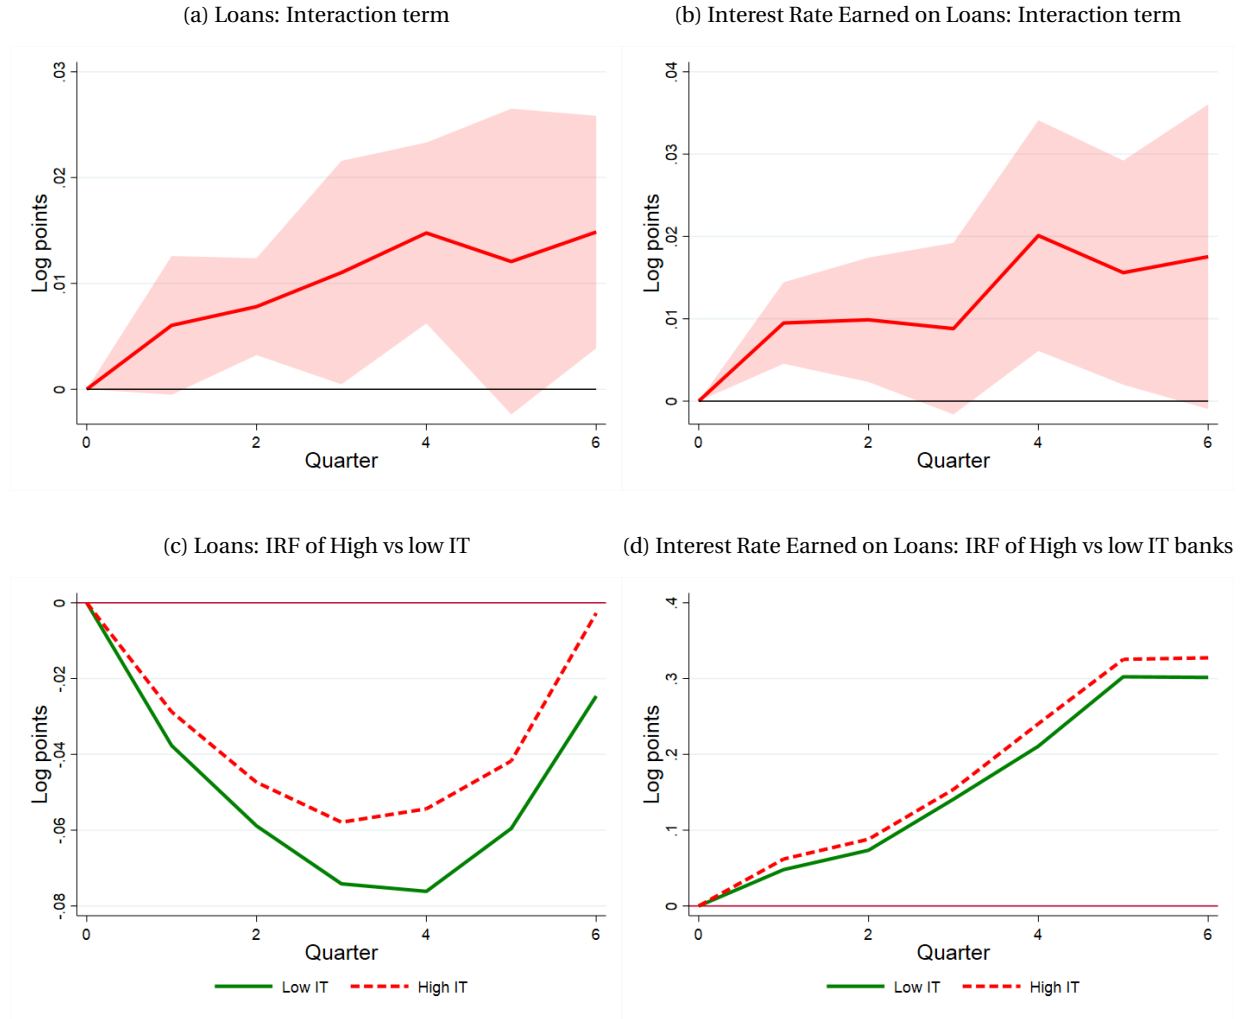 (a) Loans: Interaction term
.03
.02
.01
0
Log points
0 2 4 6
Quarter
(b) Interest Rate Earned on Loans: Interaction term
.04
.03
.02
.01
0
Log points
0 2 4 6
Quarter
(c) Loans: IRF of High vs low IT
0
-.02
-.04
-.06
-.08
Log points
0 2 4 6
Quarter
Low IT High IT
(d) Interest Rate Earned on Loans: IRF of High vs low IT banks
.4
.3
.2
.1
0
Log points
0 2 4 6
Quarter
Low IT High IT